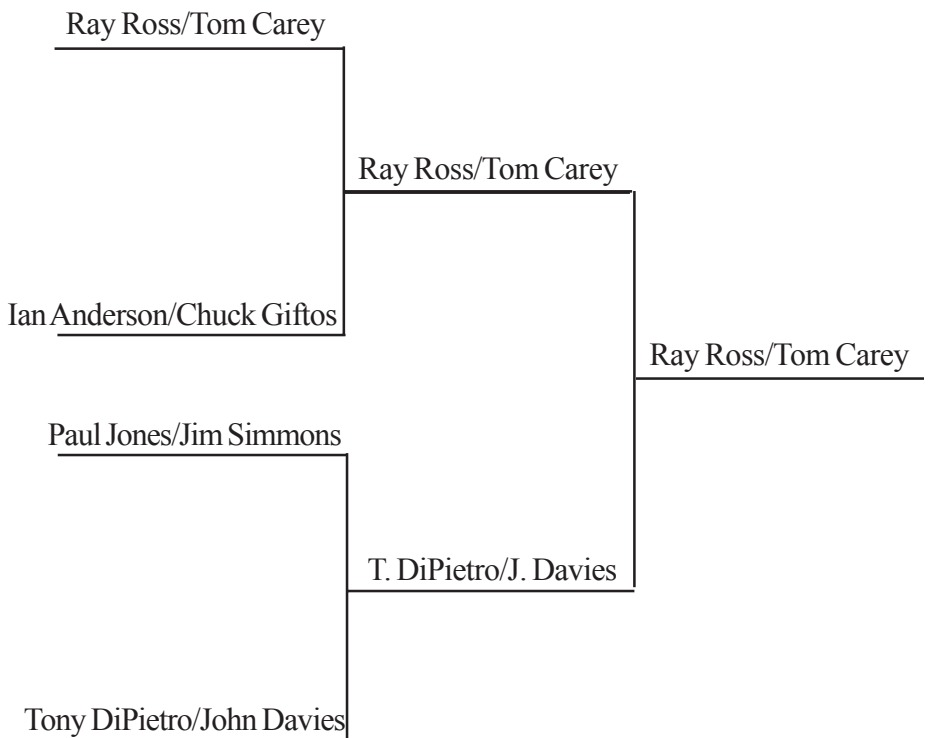 Ray Ross/Tom Carey
Ray Ross/Tom Carey
Ian Anderson/Chuck Giftos
Ray Ross/Tom Carey
Paul Jones/Jim Simmons
T. DiPietro/J. Davies
Tony DiPietro/John Davies